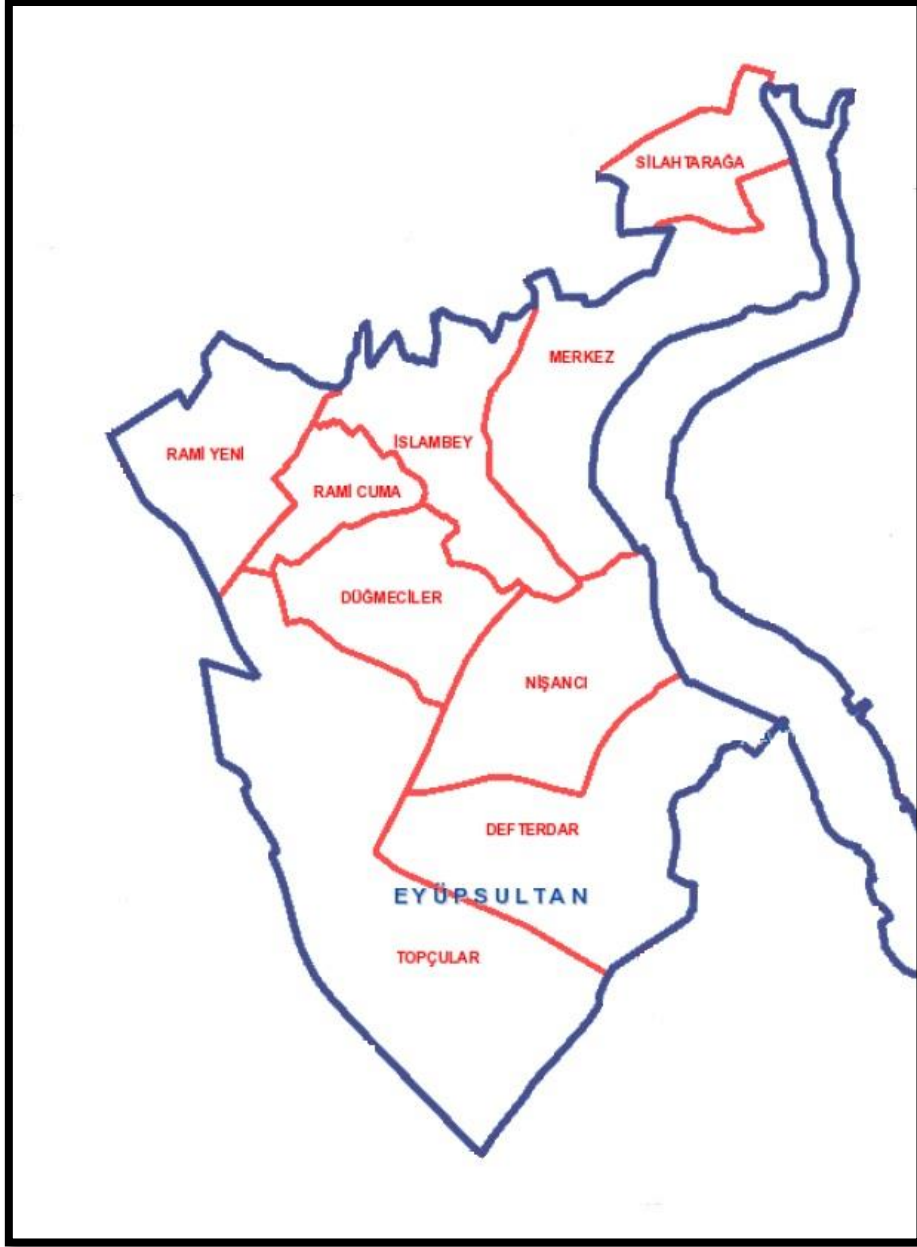 SİLAHTARAĞA
MERKEZ
İSLAMBEY
RAMİ YENİ
RAMİ CUMA
DÜĞMECİLER
NİŞANCI
DEFTERDAR
EYÜPSULTAN
TOPÇULAR